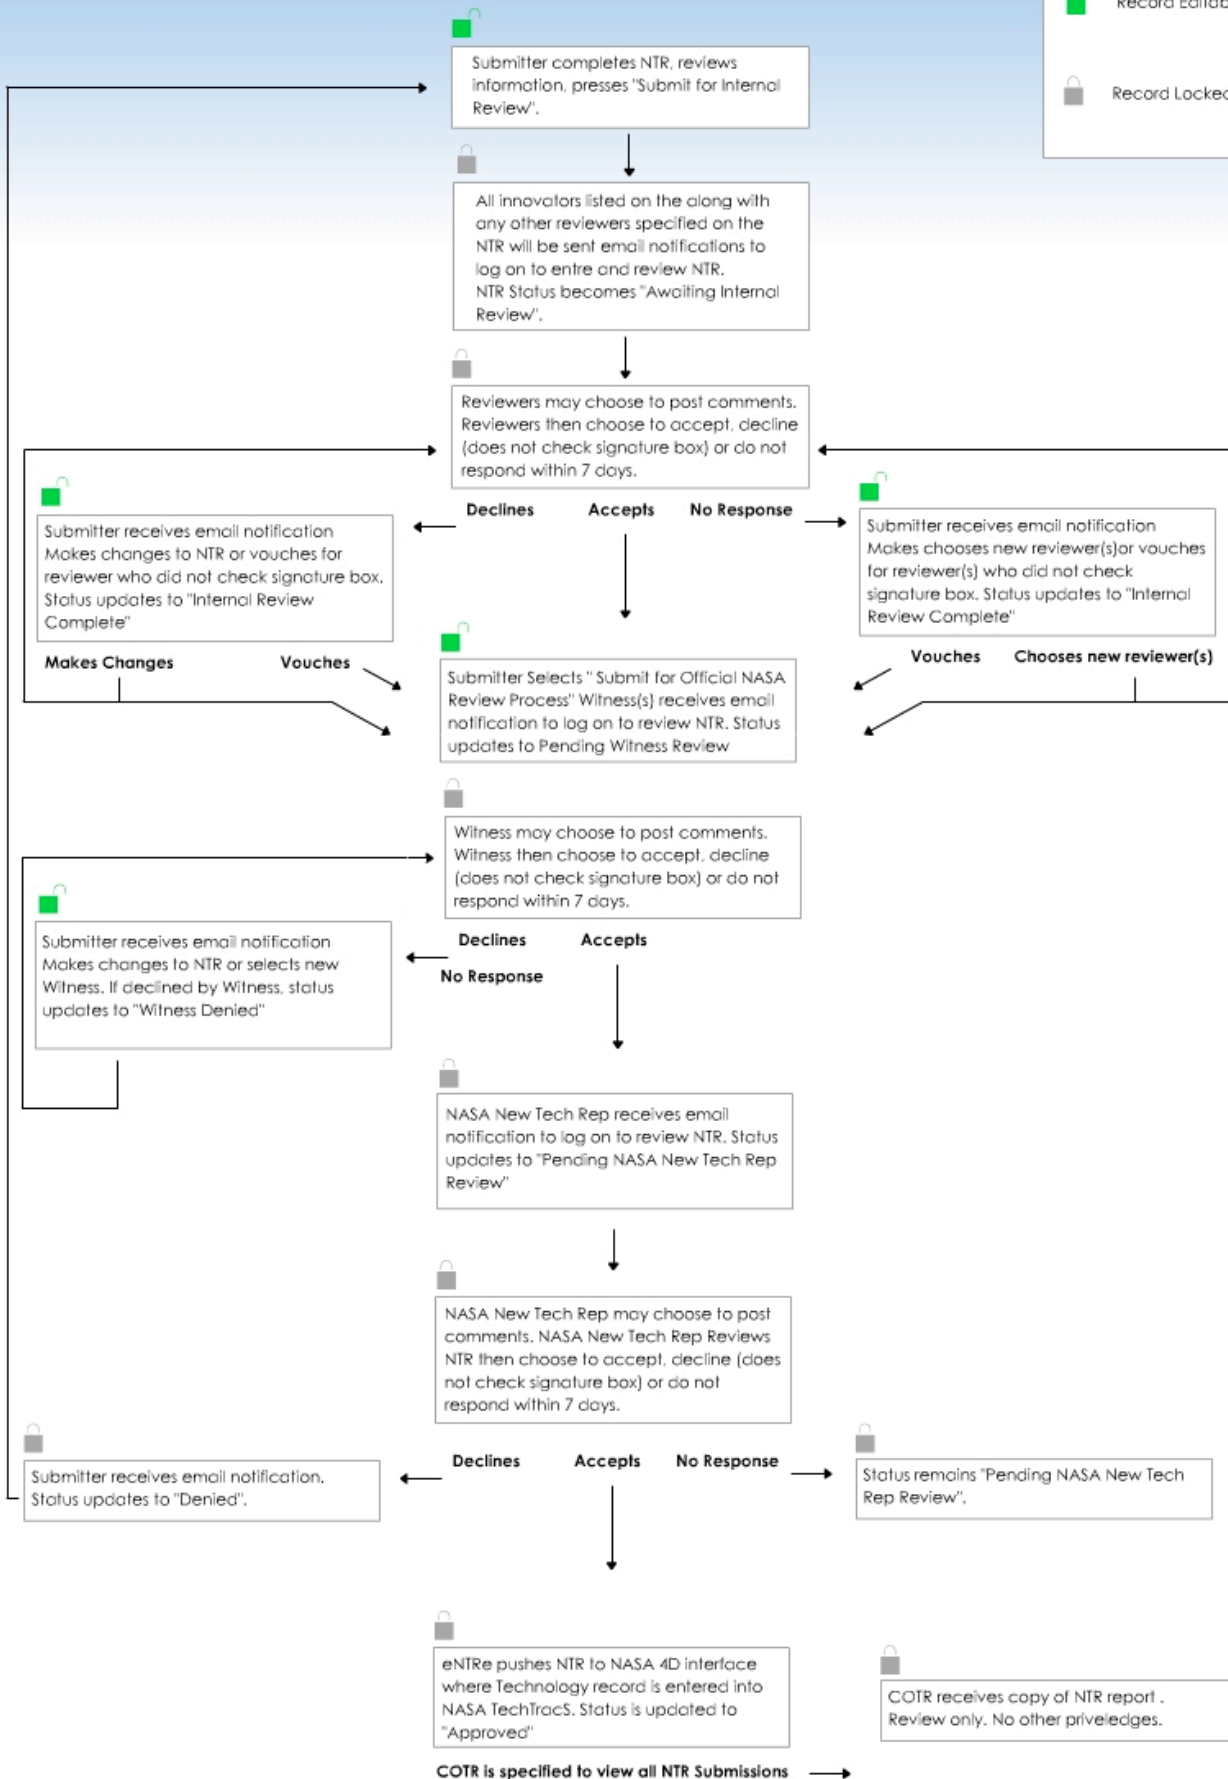 Record Editab
Record Locked
Submitter completes NTR, reviews
information, presses "Submit for Internal
Review".
All innovators listed on the along with
any other reviewers specified on the
NTR will be sent email notifications to
log on to entre and review NTR.
NTR Status becomes "Awaiting Internal
Review".
Reviewers may choose to post comments.
Reviewers then choose to accept, decline
(does not check signature box) or do not
respond within 7 days.
Declines Accepts No Response
Submitter receives email notification
Makes changes to NTR or vouches for
reviewer who did not check signature box.
Status updates to "Internal Review
Complete"
Makes Changes Vouches
Submitter receives email notification
Makes chooses new reviewer(s)or vouches
for reviewer(s) who did not check
signature box. Status updates to "Internal
Review Complete"
Vouches Chooses new reviewer(s)
Submitter Selects " Submit for Official NASA
Review Process" Witness(s) receives email
notification to log on to review NTR. Status
updates to Pending Witness Review
Witness may choose to post comments.
Witness then choose to accept, decline
(does not check signature box) or do not
respond within 7 days.
Declines Accepts
No Response
Submitter receives email notification
Makes changes to NTR or selects new
Witness. If declined by Witness, status
updates to "Witness Denied"
NASA New Tech Rep receives email
notification to log on to review NTR. Status
updates to "Pending NASA New Tech Rep
Review"
NASA New Tech Rep may choose to post
comments. NASA New Tech Rep Reviews
NTR then choose to accept, decline (does
not check signature box) or do not
respond within 7 days.
Declines Accepts No Response
Submitter receives email notification.
Status updates to "Denied".
Status remains "Pending NASA New Tech
Rep Review".
eNTRe pushes NTR to NASA 4D interface
where Technology record is entered into
NASA TechTracS. Status is updated to
"Approved"
COTR receives copy of NTR report .
Review only. No other priveledges.
COTR is specified to view all NTR Submissions